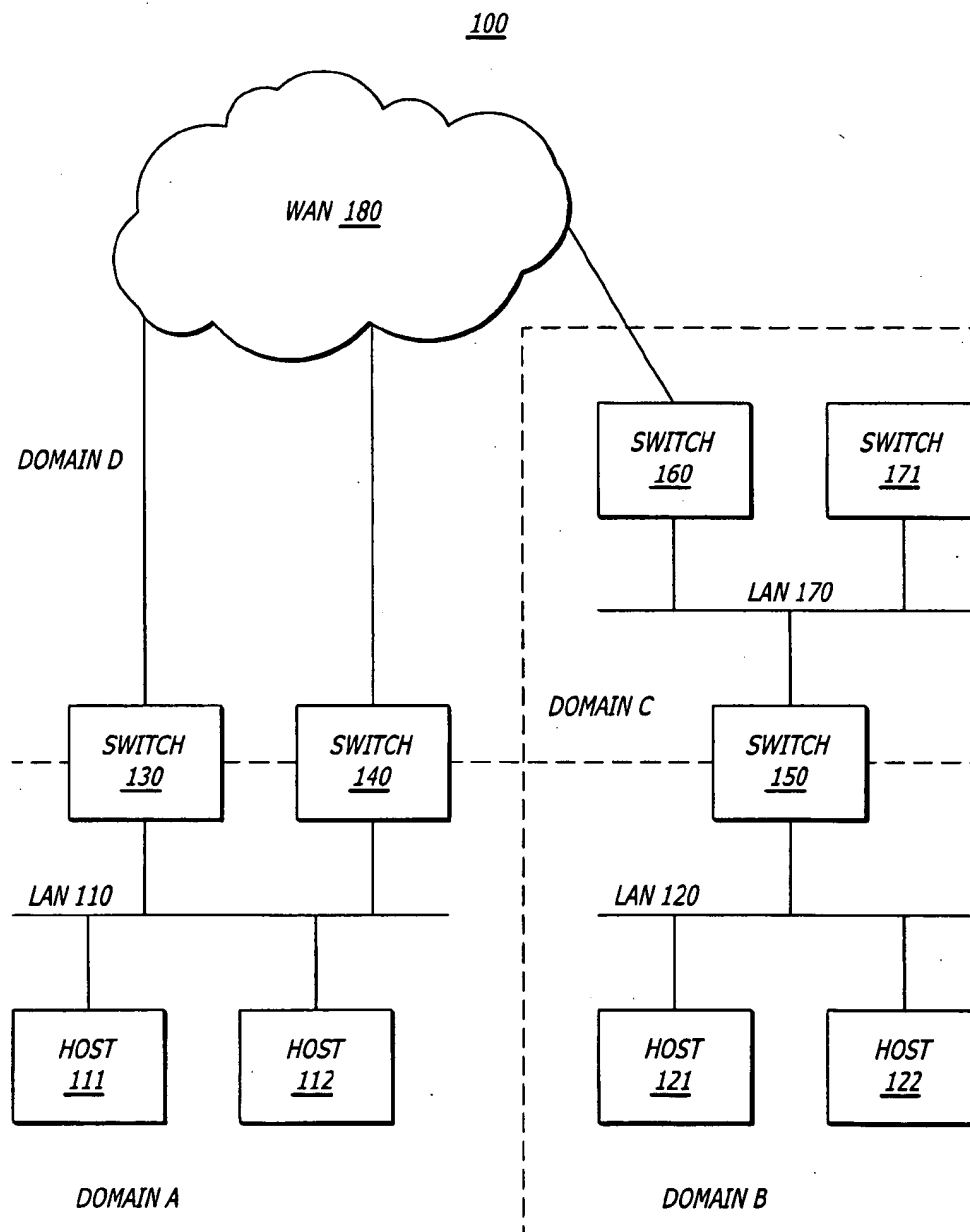 100
WAN 180
DOMAIN D
SWITCH
160
SWITCH
171
LAN 170
DOMAIN C
SWITCH
130
SWITCH
140
SWITCH
150
LAN 110
LAN 120
HOST
111
HOST
112
HOST
121
HOST
122
DOMAIN A
DOMAIN B